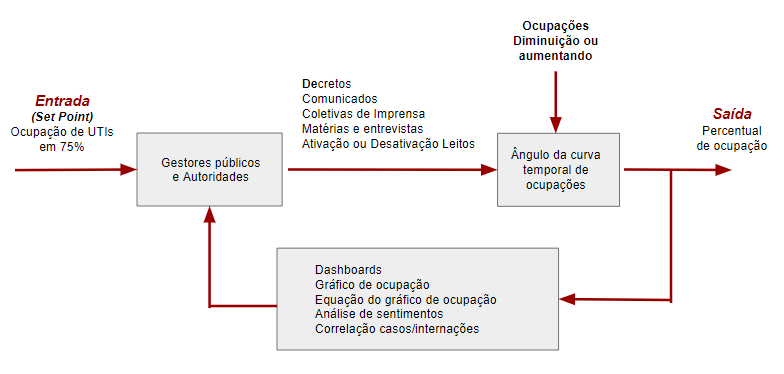 Ocupações
Diminuição ou
aumentando
Entrada
(Set Point)
Ocupação de UTIs
em 75%
Decretos
Comunicados
Coletivas de Imprensa
Matérias e entrevistas
Ativação ou Desativação Leitos
Saída
Percentual
de ocupação
Gestores públicos
e Autoridades
Ângulo da curva
temporal de
ocupações
Dashboards
Gráfico de ocupação
Equação do gráfico de ocupação
Análise de sentimentos
Correlação casos/internações